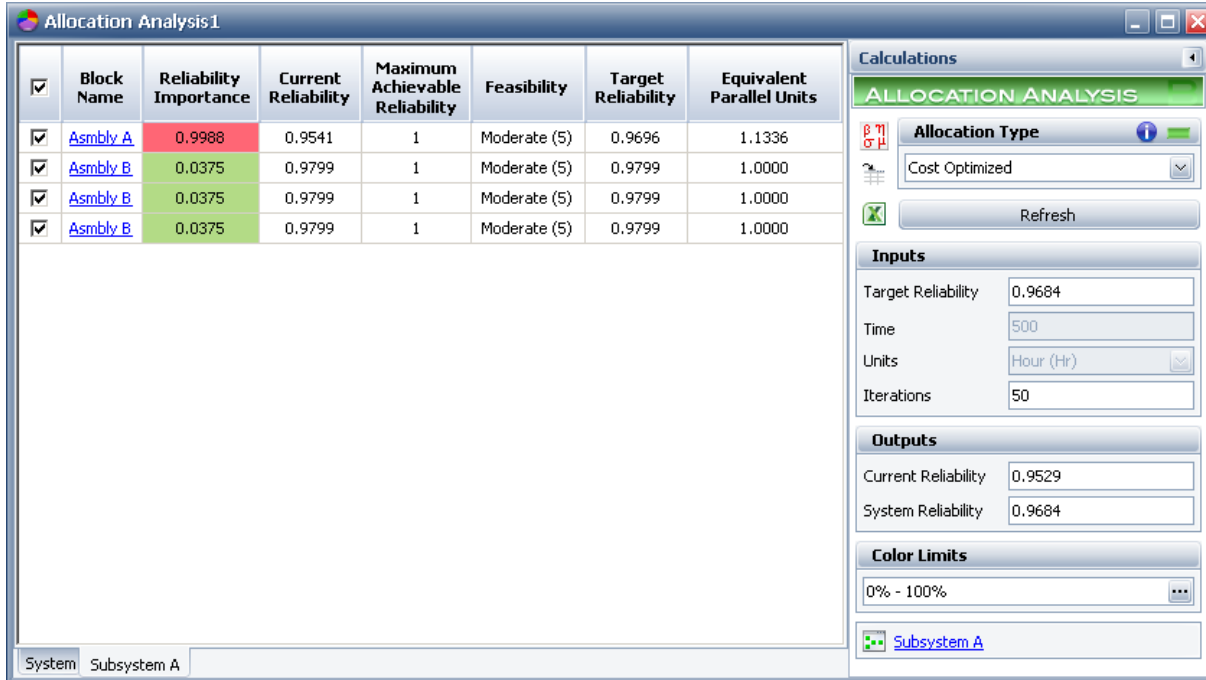 Allocation Analysis1
Block Name Reliability Importance Current Reliability Maximum Achievable Reliability Feasibility Target Reliability Equivalent Parallel Units
Asmbly A 0.9988 0.9541 1 Moderate (5) 0.9696 1.1336
Asmbly B 0.0375 0.9799 1 Moderate (5) 0.9799 1.0000
Asmbly B 0.0375 0.9799 1 Moderate (5) 0.9799 1.0000
Asmbly B 0.0375 0.9799 1 Moderate (5) 0.9799 1.0000
System Subsystem A
Calculations
ALLOCATION ANALYSIS
β η
σ μ
Allocation Type
Cost Optimized
Refresh
Inputs
Target Reliability 0.9684
Time 500
Units Hour (Hr)
Iterations 50
Outputs
Current Reliability 0.9529
System Reliability 0.9684
Color Limits
0% - 100% ...
Subsystem A